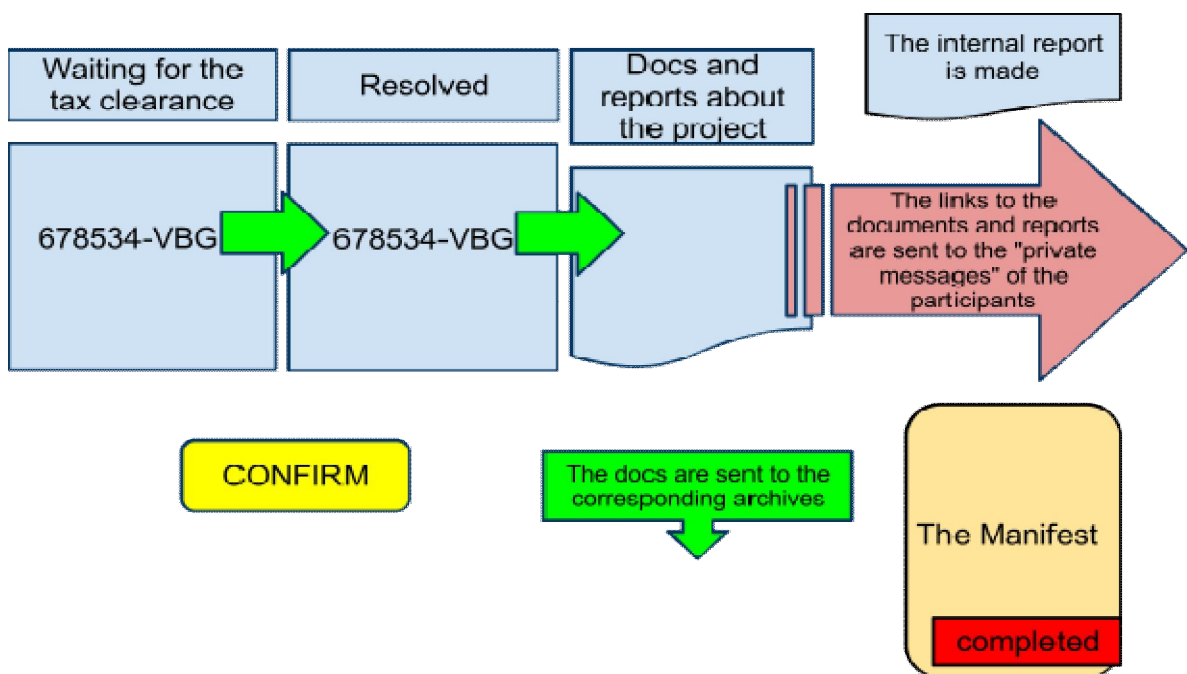 Waiting for the
tax clearance
Resolved
Docs and
reports about
the project
The internal report
is made
678534-VBG
678534-VBG
The links to the
documents and reports
are sent to the "private
messages" of the
participants
CONFIRM
The docs are sent to the
corresponding archives
The Manifest
completed